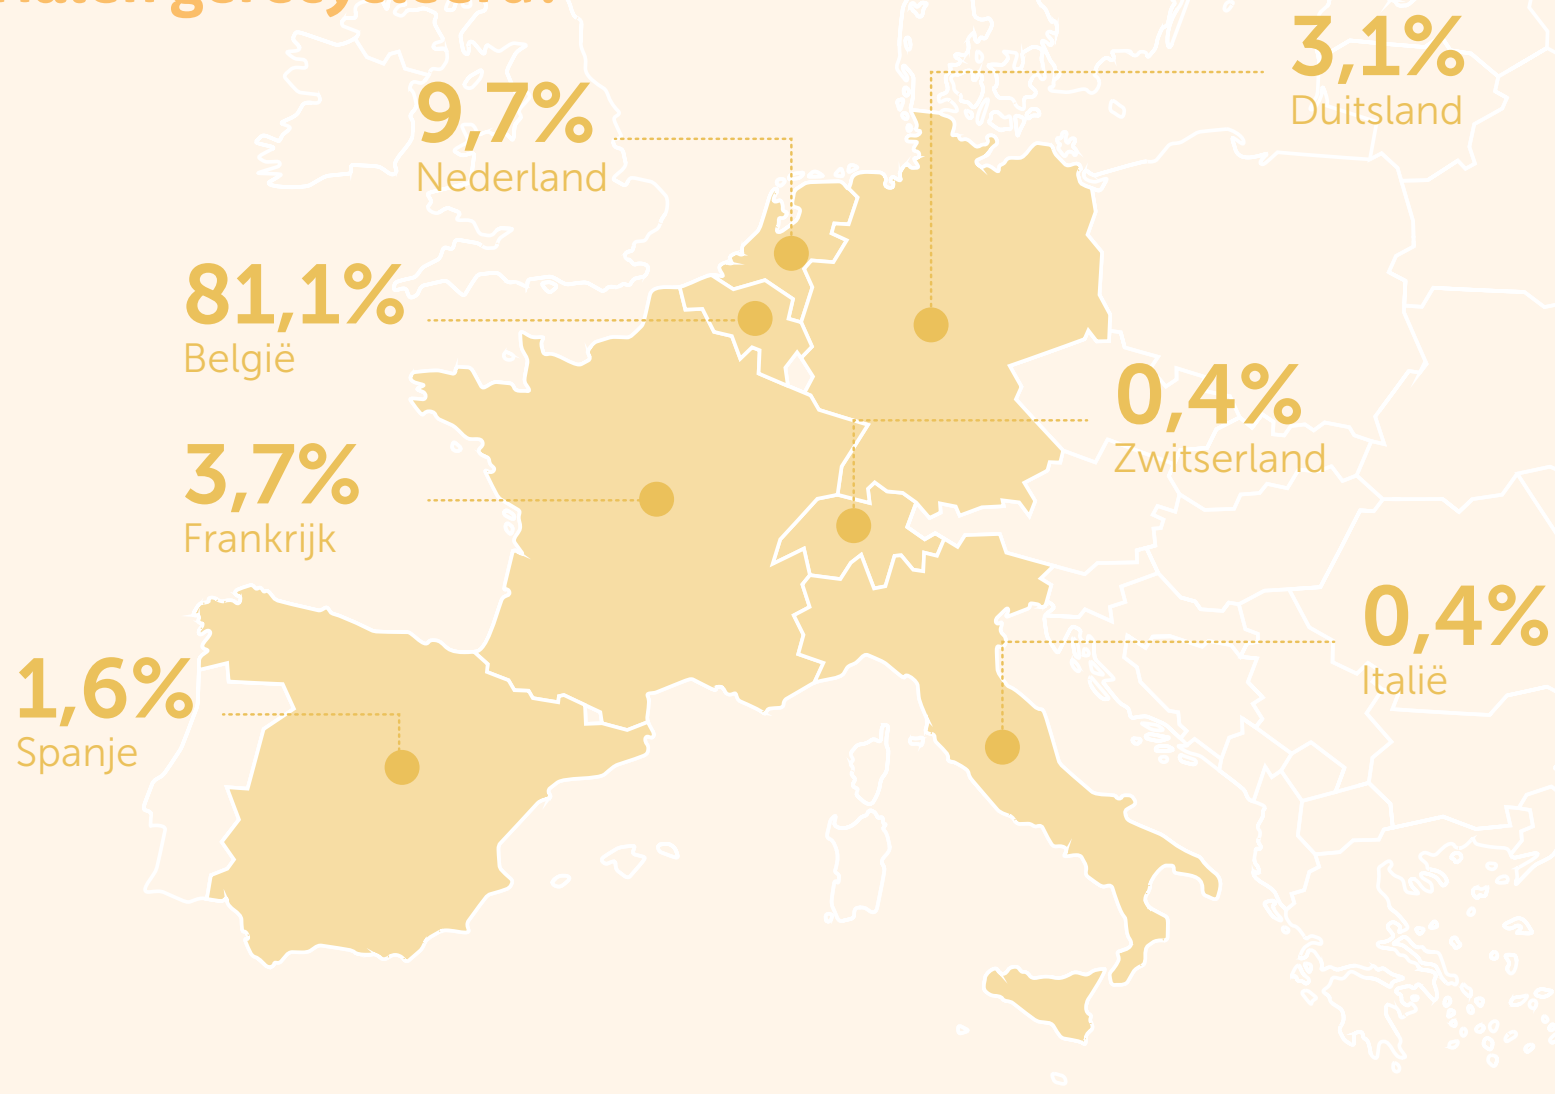 gerecycleerd?
3,1%
Duitsland
9,7%
Nederland
81,1%
België
0,4%
Zwitserland
3,7%
Frankrijk
0,4%
Italië
1,6%
Spanje